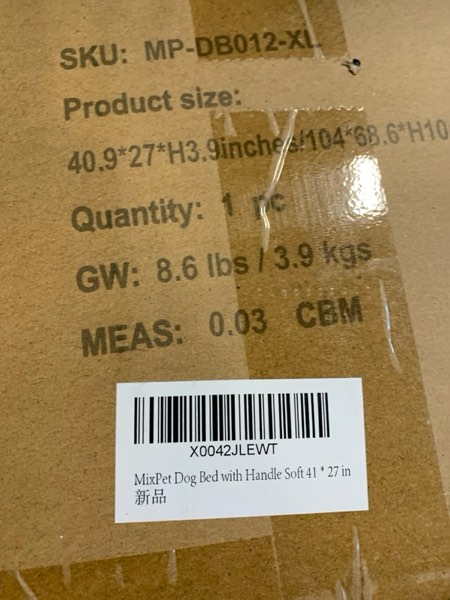 SKU: MP-DB012-XL
Product size:
40.9*27*H3.9inches/104*68.6*H10
Quantity: 1 pc
GW: 8.6 lbs / 3.9 kgs
MEAS: 0.03 CBM
X0042JLEWT
MixPet Dog Bed with Handle Soft 41 * 27 in
新品